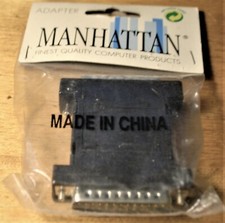 ADAPTER
MANHATTAN®
FINEST QUALITY COMPUTER PRODUCTS
MADE IN CHINA